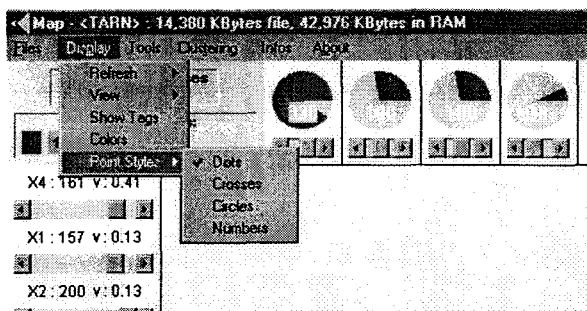 Map - <TARN> : 14,380 KBytes file, 42,976 KBytes in RAM
Files Display Tools Clustering Infos About
Refresh
View
Show Tags
Colors
Point Styles
Dots
Crosses
Circles
Numbers
X4 : 161 v : 0.41
X1 : 157 v : 0.13
X2 : 200 v : 0.13